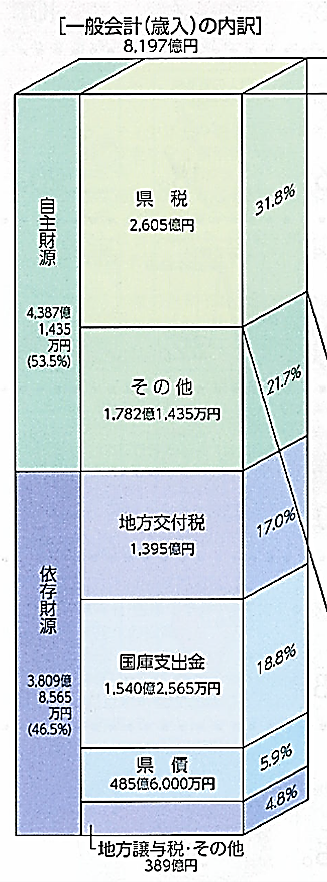 [一般会計(歳入)の内訳]
8,197億円
自主財源
4,387億
1,435
万円
(53.5%)
県 税
2,605億円
31.8%
その他
1,782億1,435万円
21.7%
依存財源
3,809億
8,565
万円
(46.5%)
地方交付税
1,395億円
17.0%
国庫支出金
1,540億2,565万円
18.8%
県 債
485億6,000万円
5.9%
4.8%
地方譲与税・その他
389億円